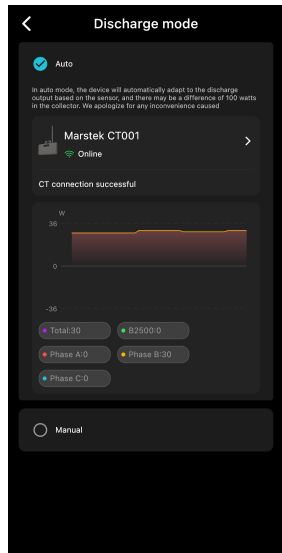 Discharge mode
Auto
In auto mode, the device will automatically adapt to the discharge
output based on the sensor, and there may be a difference of 100 watts
in the collector. We apologize for any inconvenience caused
Marstek CT001
Online
CT connection successful
W
36
0
-36
Total:30
B2500:0
Phase A:0
Phase B:30
Phase C:0
Manual